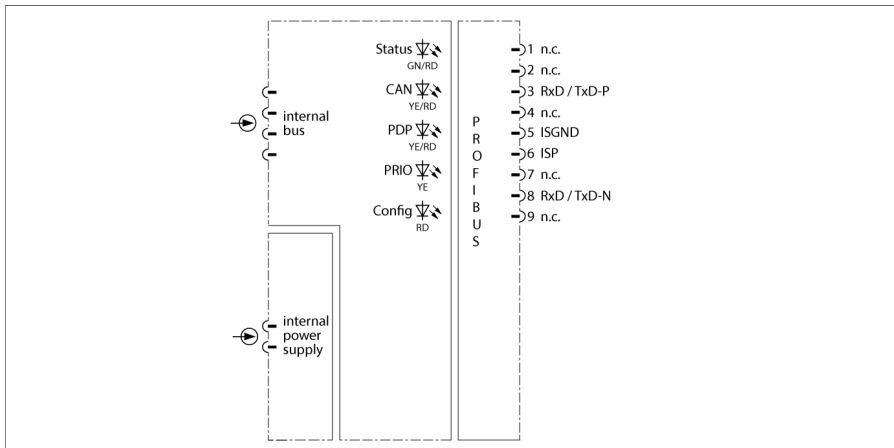 Status
GN/RD
CAN
YE/RD
PDP
YE/RD
PRIO
YE
Config
RD
internal
bus
internal
power
supply
P
R
O
F
I
B
U
S
1 n.c.
2 n.c.
3 RxD / TxD-P
4 n.c.
5 ISGND
6 ISP
7 n.c.
8 RxD / TxD-N
9 n.c.